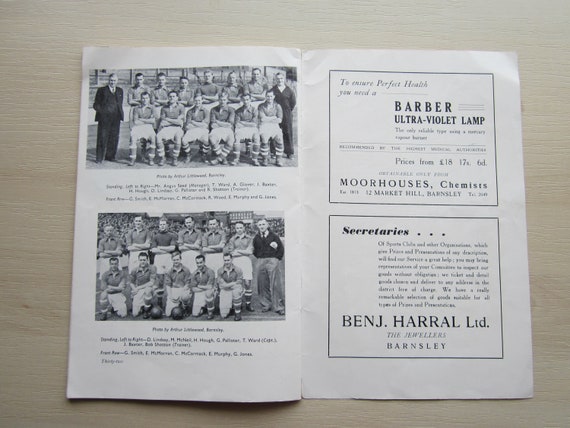 Photo by Arthur Littlewood, Barnsley.
Standing, Left to Right—Mr. Angus Seed (Manager), T. Ward, A. Glover, J. Baxter,
H. Hough, D. Lindsay, G. Pallister and R. Shotton (Trainer).
Front Row—G. Smith, E. McMorran, C. McCormack, R. Wood, E. Murphy and G. Jones.
Photo by Arthur Littlewood, Barnsley.
Standing, Left to Right—D. Lindsay, M. McNeil, H. Hough, G. Pallister, T. Ward (Capt.),
J. Baxter, Bob Shotton (Trainer).
Front Row—G. Smith, E. McMorran, C. McCormack, E. Murphy, G. Jones.
Thirty-two
To ensure Perfect Health
you need a
BARBER
ULTRA-VIOLET LAMP
The only reliable type using a mercury
vapour burner
RECOMMENDED BY THE HIGHEST MEDICAL AUTHORITIES
Prices from £18 17s. 6d.
OBTAINABLE ONLY FROM
MOORHOUSES, Chemists
12 MARKET HILL, BARNSLEY
Secretaries . . .
Of Sports Clubs and other Organisations, which
give Prizes and Presentations of any description,
will find our Service a great help; you may bring
representatives of your Committee to inspect our
goods without obligation; we ticket and detail
goods chosen and deliver to any address in the
district free of charge. We have a really
remarkable selection of goods suitable for all
types of Prizes and Presentations.
BENJ. HARRAL Ltd.
THE JEWELLERS
BARNSLEY